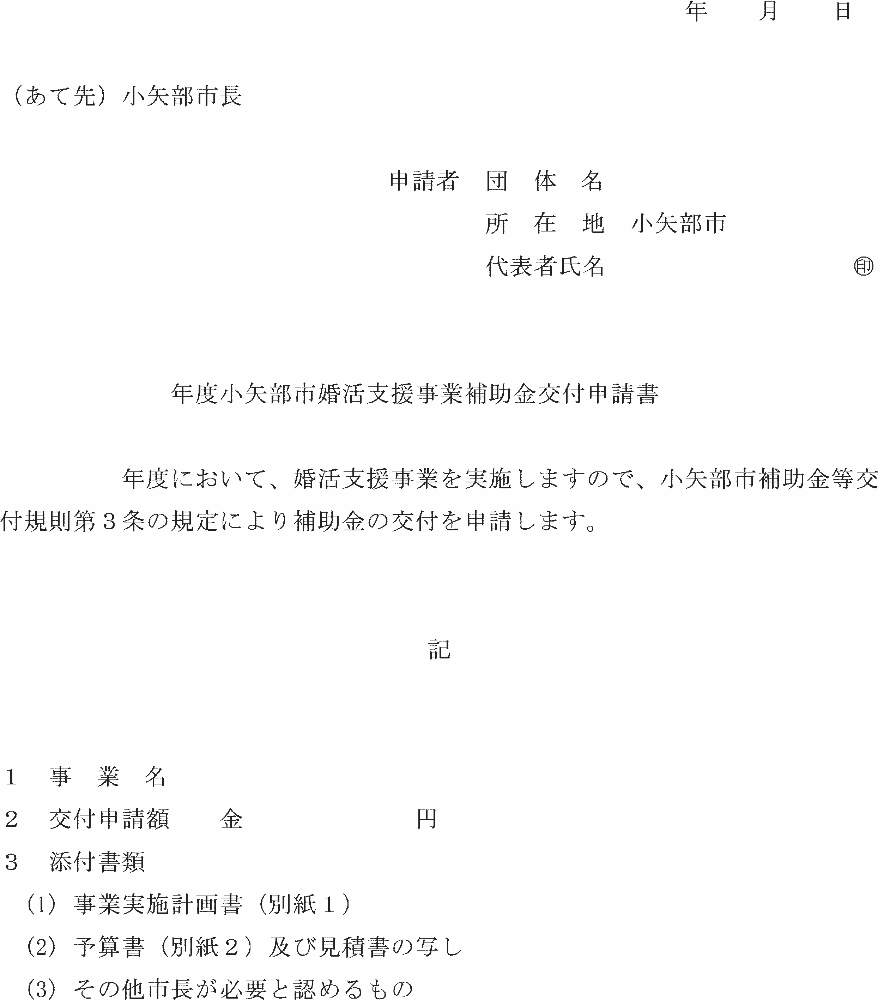 年　　月　　日
（あて先）小矢部市長
申請者　団　体　名
所　在　地　小矢部市
代表者氏名　　　　　　　　　　㊞
年度小矢部市婚活支援事業補助金交付申請書
年度において、婚活支援事業を実施しますので、小矢部市補助金等交
付規則第３条の規定により補助金の交付を申請します。
記
１　事　業　名
２　交付申請額　　金　　　　　　　円
３　添付書類
(1) 事業実施計画書（別紙１）
(2) 予算書（別紙２）及び見積書の写し
(3) その他市長が必要と認めるもの